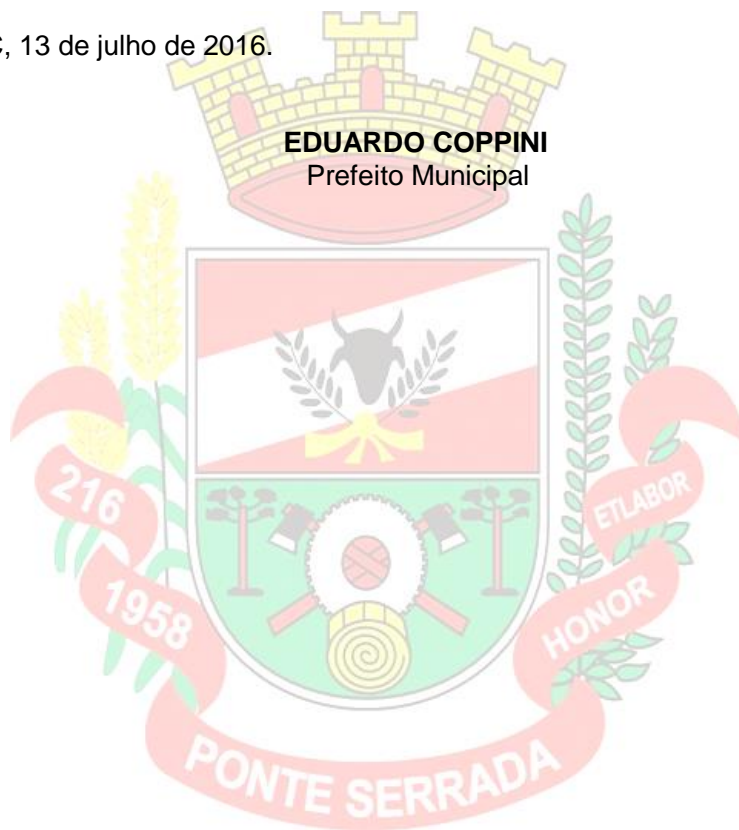 , 13 de julho de 2016.
EDUARDO COPPINI
Prefeito Municipal
216
1958
PONTE SERRADA
HONOR
ETLABOR